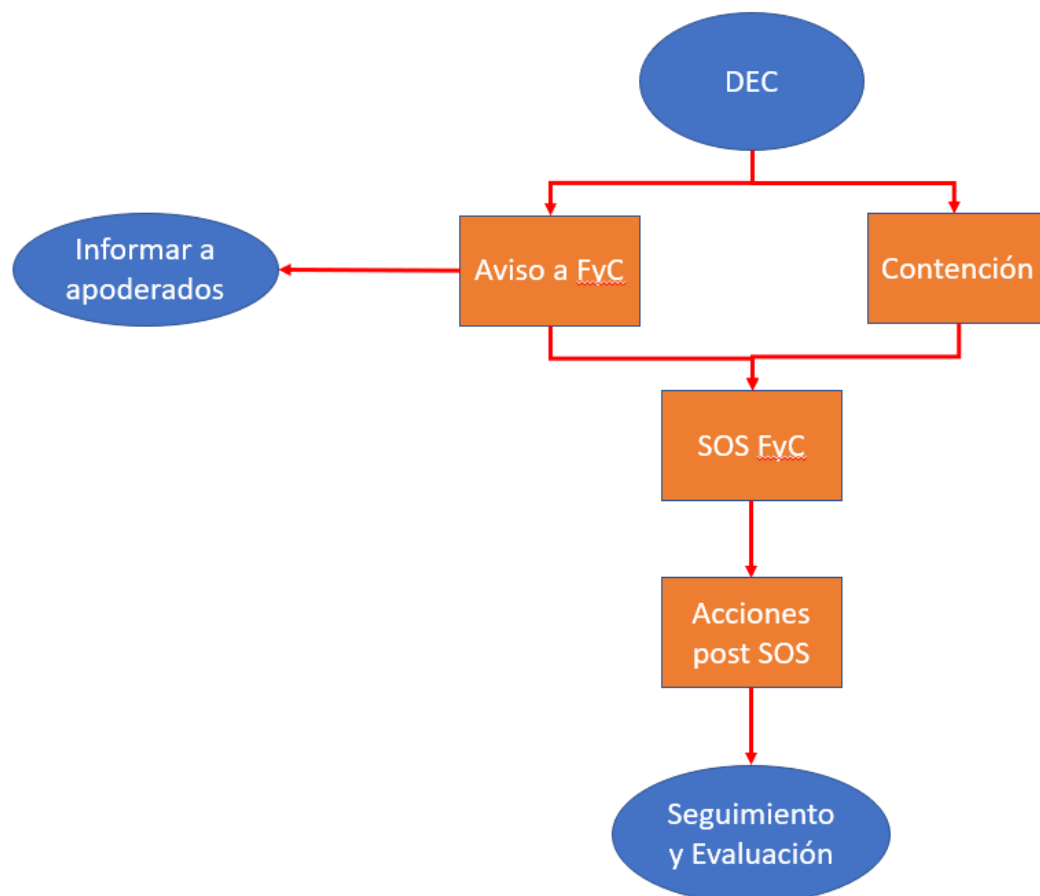 DEC
Informar a
apoderados
Aviso a FyC
Contención
SOS FyC
Acciones
post SOS
Seguimiento
y Evaluación